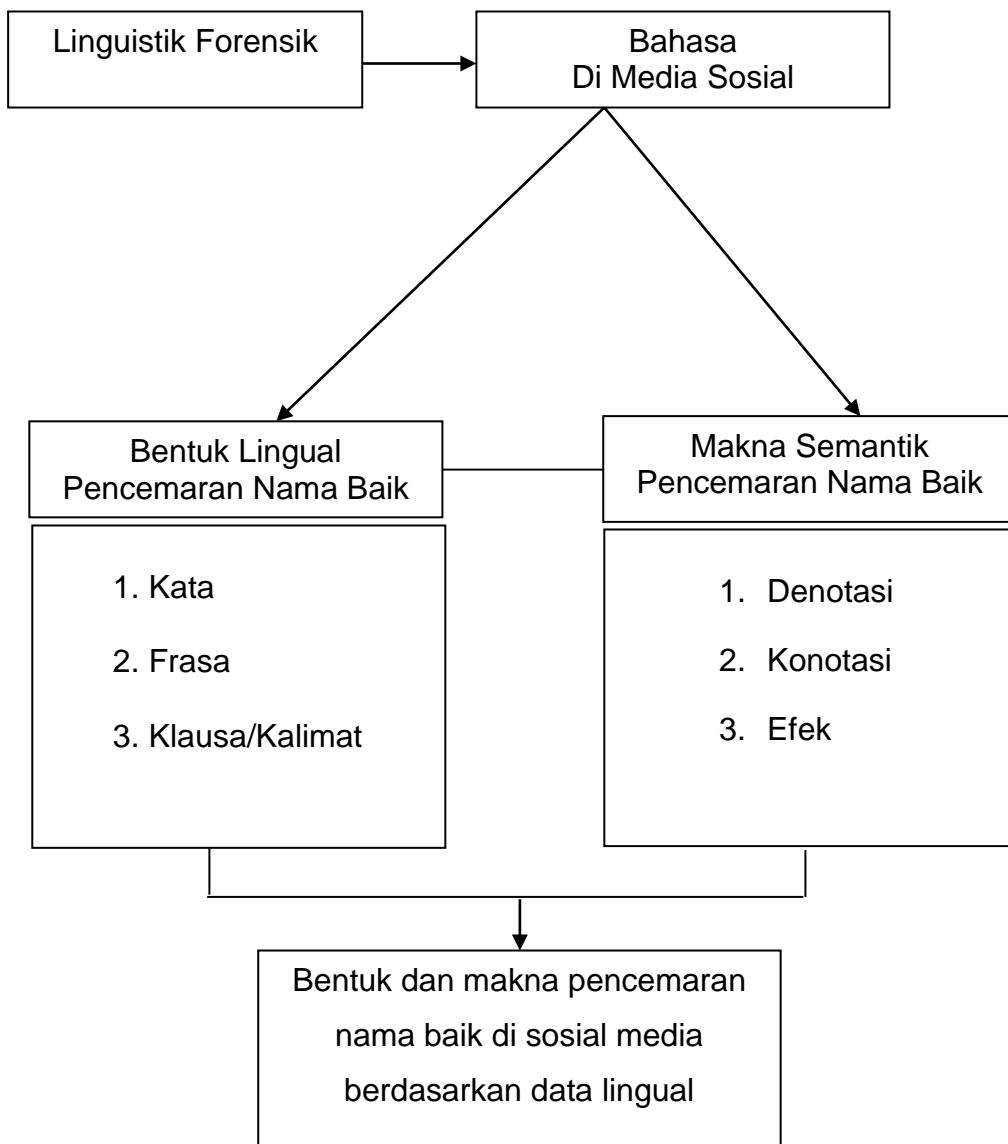 Linguistik Forensik
Bahasa
Di Media Sosial
Bentuk Lingual
Pencemaran Nama Baik
1. Kata
2. Frasa
3. Klausa/Kalimat
Makna Semantik
Pencemaran Nama Baik
1. Denotasi
2. Konotasi
3. Efek
Bentuk dan makna pencemaran
nama baik di sosial media
berdasarkan data lingual